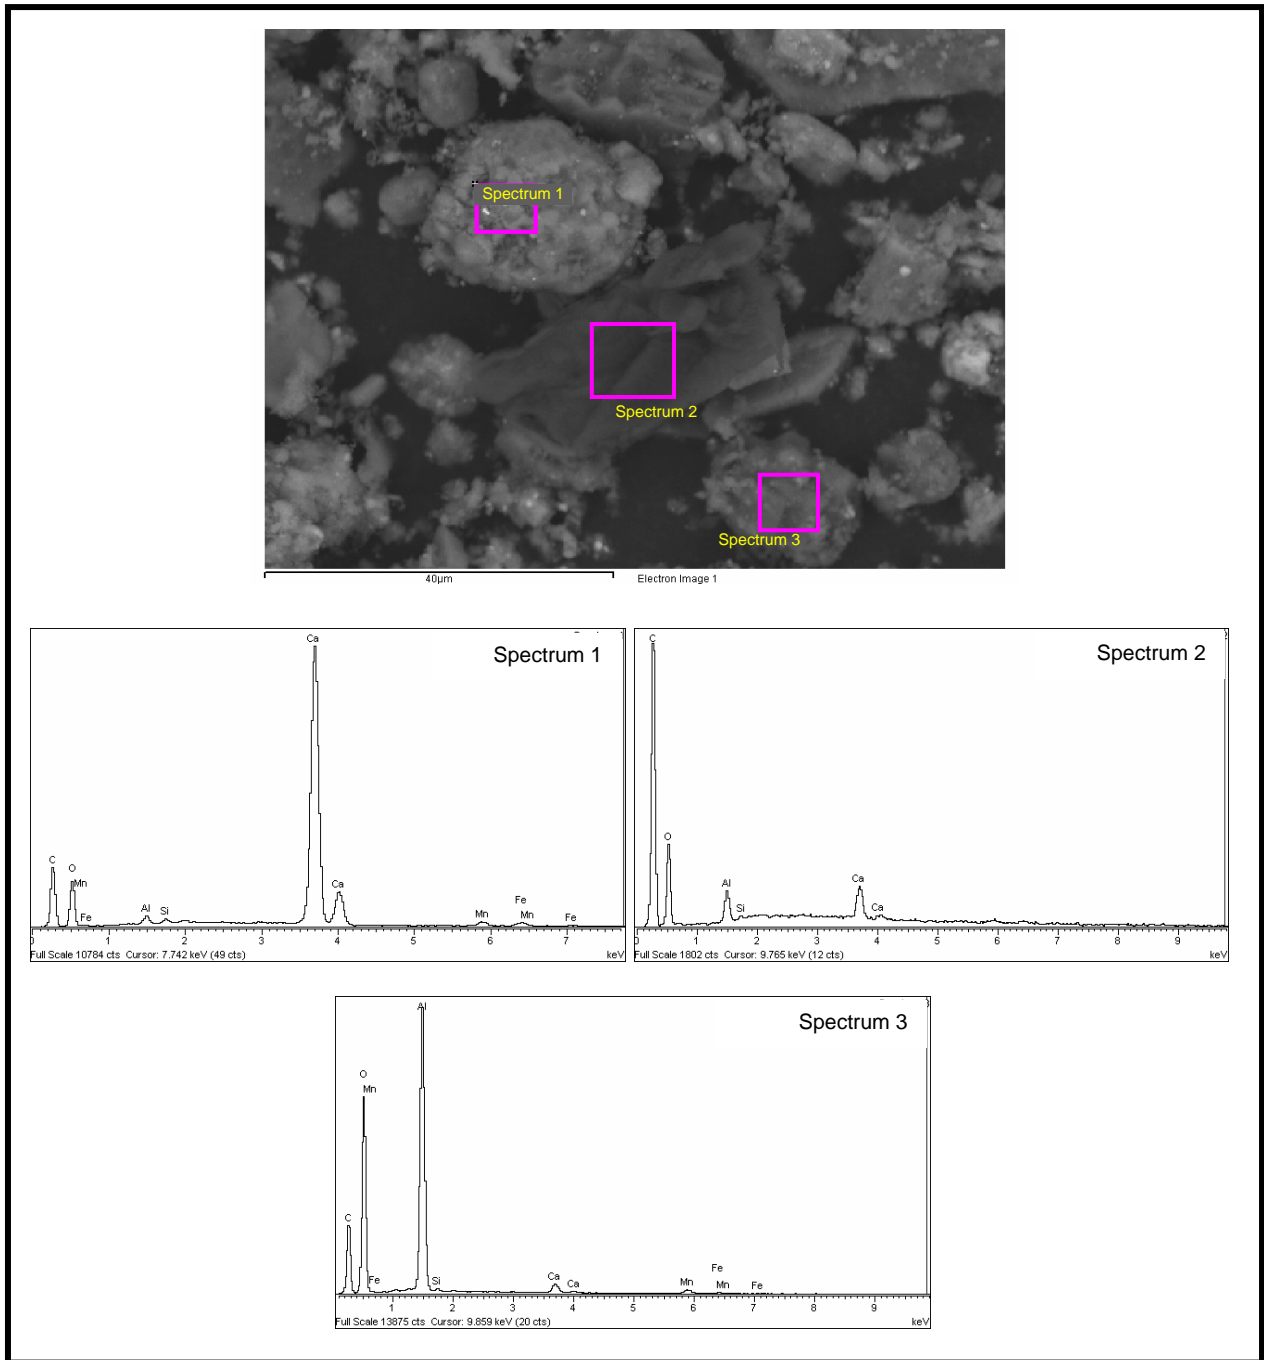 Spectrum 1
Spectrum 2
Spectrum 3
40µm
Electron Image 1
Ca
Spectrum 1
C
O
Mn
Fe
Al
Si
Ca
Mn
Fe
Mn
Fe
0 1 2 3 4 5 6 7
Full Scale 10784 cts Cursor: 7.742 keV (49 cts)
keV
C
Spectrum 2
O
Al
Si
Ca
Ca
0 1 2 3 4 5 6 7 8 9
Full Scale 1802 cts Cursor: 9.765 keV (12 cts)
keV
Al
Spectrum 3
O
Mn
C
Fe
Si
Ca
Ca
Mn
Fe
Mn
Fe
1 2 3 4 5 6 7 8 9
Full Scale 13875 cts Cursor: 9.859 keV (20 cts)
keV